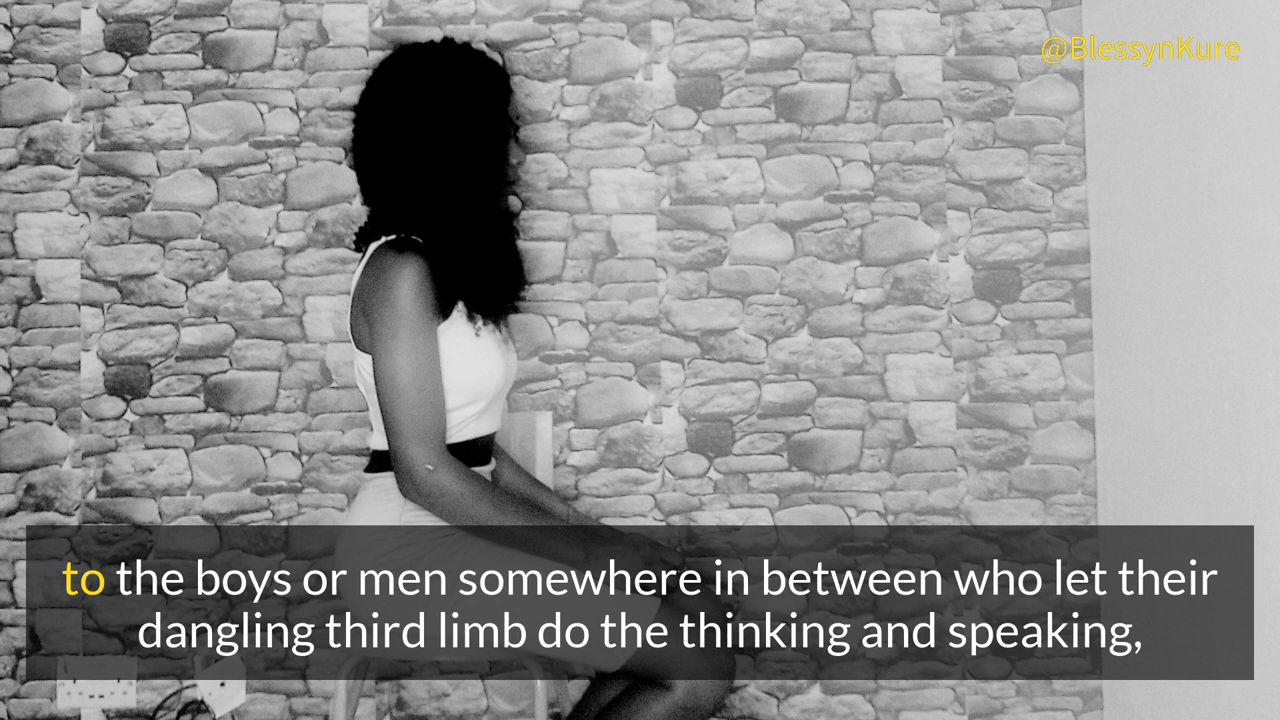 @BlessynKure
to the boys or men somewhere in between who let their
dangling third limb do the thinking and speaking,